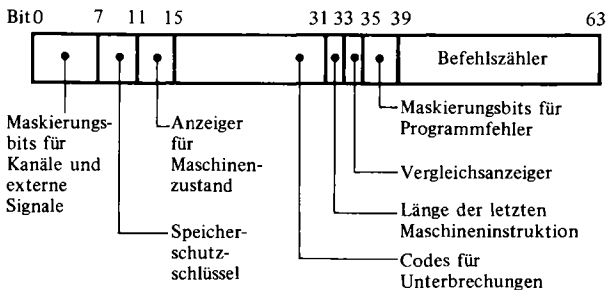 Bit 0 7 11 15 31 33 35 39 63
Befehlszähler
Maskierungs-
bits für
Kanäle und
externe
Signale
Anzeiger
für
Maschinen-
zustand
Speicher-
schutz-
schlüssel
Maskierungsbits für
Programmfehler
Vergleichsanzeiger
Länge der letzten
Maschineninstruktion
Codes für
Unterbrechungen